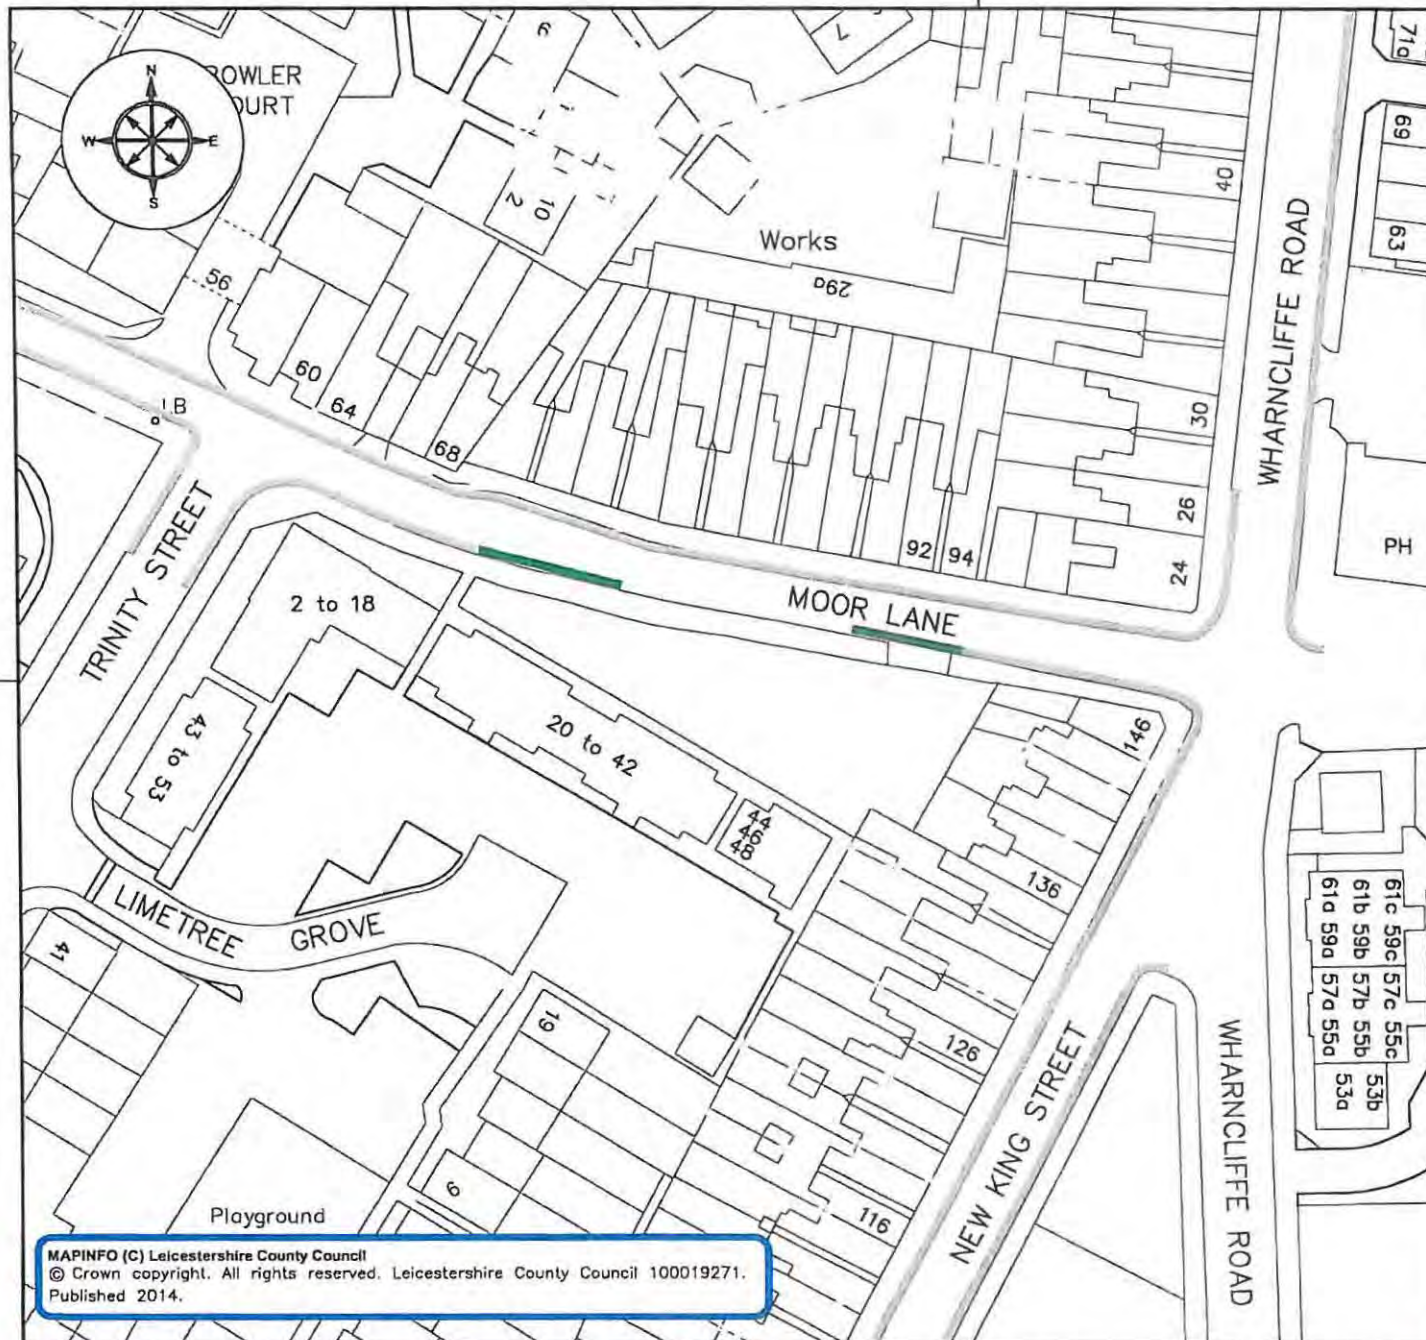 71a
6
7
BOWLER
COURT
N
W
E
S
69
40
10
2
63
Works
WHARNCLIFFE ROAD
56
29a
60
64
68
LB
30
26
92
94
24
PH
TRINITY STREET
2 to 18
MOOR LANE
43 to 53
20 to 42
146
44
46
48
136
61a 61b 61c
59a 59b 59c
57a 57b 57c
55a 55b 55c
53a 53b
LIMETREE GROVE
41
19
126
NEW KING STREET
WHARNCLIFFE ROAD
116
Playground
MAPINFO (C) Leicestershire County Council
© Crown copyright. All rights reserved. Leicestershire County Council 100019271.
Published 2014.